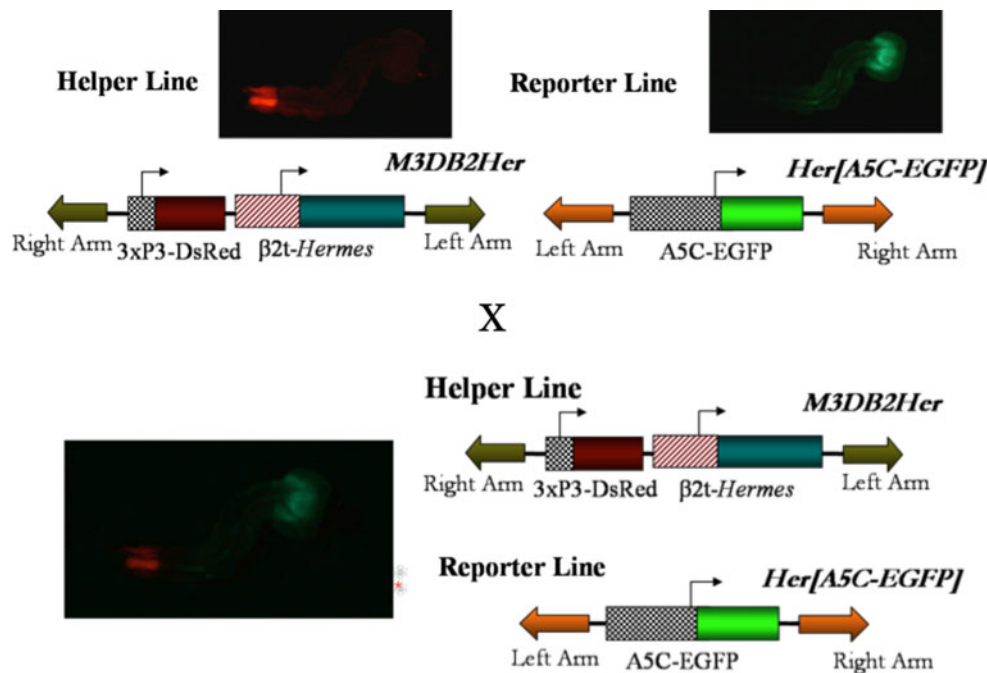 Helper Line
Reporter Line
M3DB2Her
Her[A5C-EGFP]
Right Arm
3xP3-DsRed
β2t-Hermes
Left Arm
Left Arm
A5C-EGFP
Right Arm
X
Helper Line
M3DB2Her
Right Arm
3xP3-DsRed
β2t-Hermes
Left Arm
Reporter Line
Her[A5C-EGFP]
Left Arm
A5C-EGFP
Right Arm